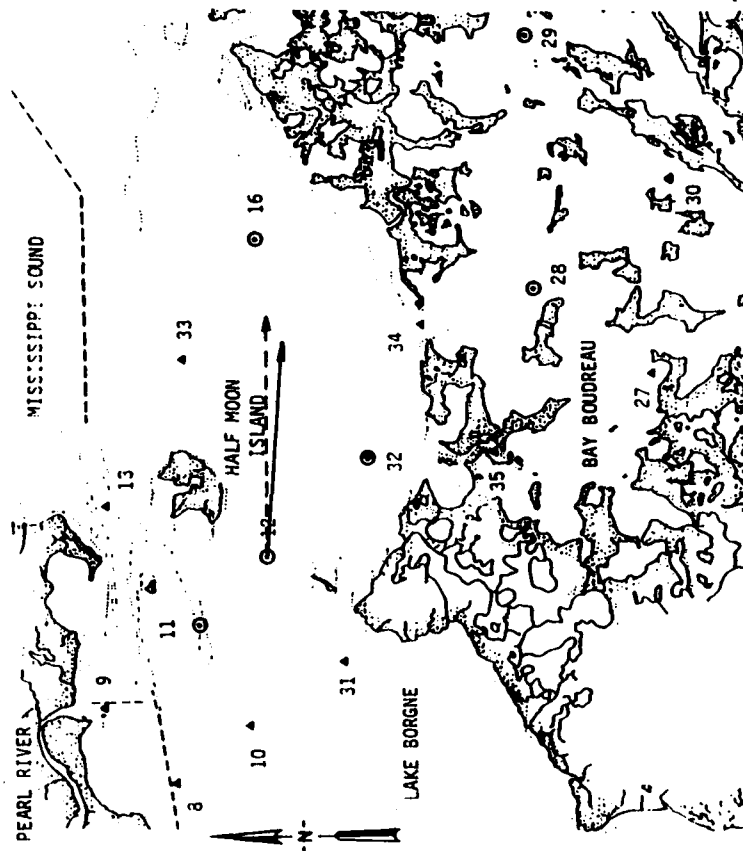 MISSISSIPPI SOUND
PEARL RIVER
9
13
33
16
HALF MOON
ISLAND
11
12
8
10
31
32
34
LAKE BORGNE
35
28
29
BAY BOUDREAU
27
30
N